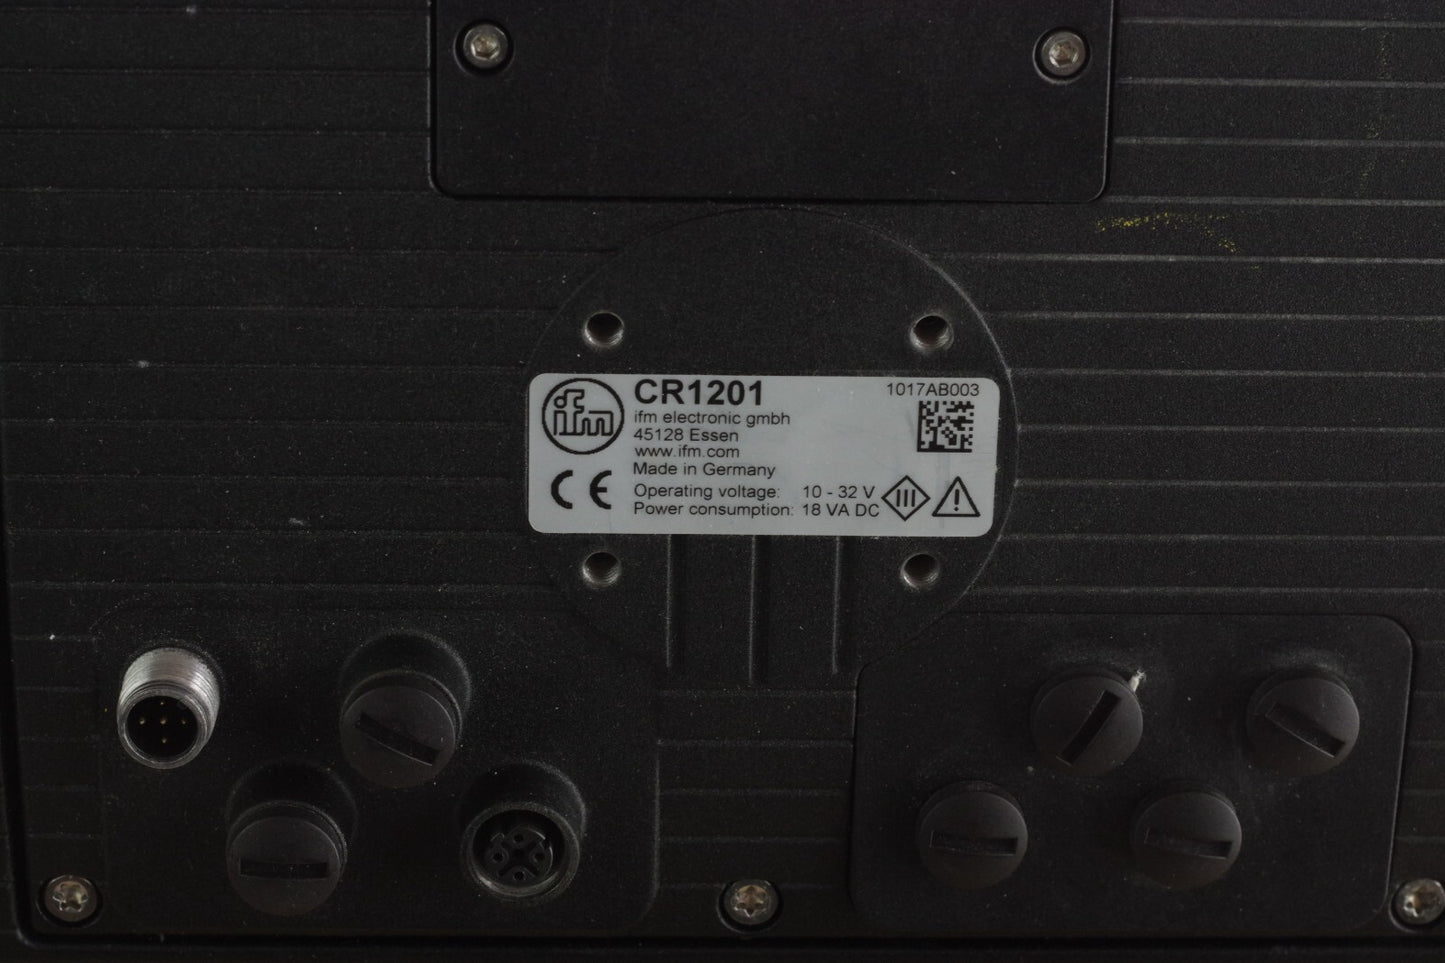 ifm
CR1201
1017AB003
ifm electronic gmbh
45128 Essen
www.ifm.com
Made in Germany
CE
Operating voltage: 10 - 32 V
Power consumption: 18 VA DC